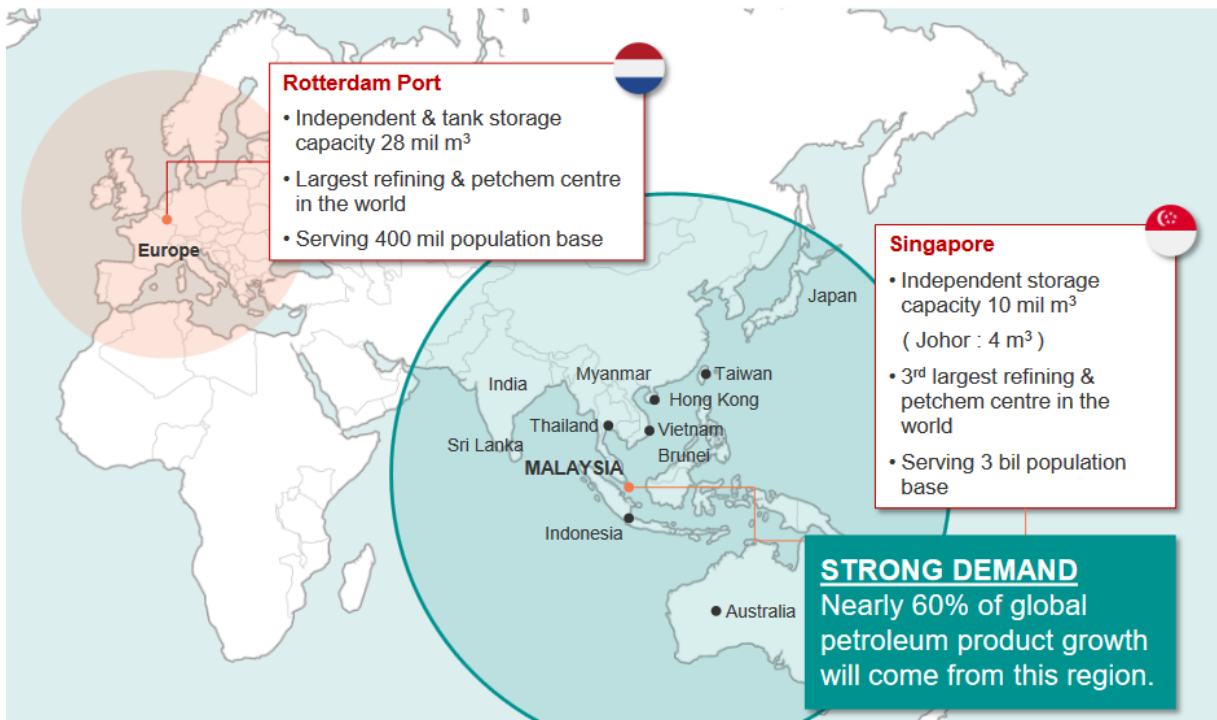 Rotterdam Port
• Independent & tank storage
capacity 28 mil m³
• Largest refining & petchem centre
in the world
• Serving 400 mil population base
Europe
Singapore
• Independent storage
capacity 10 mil m³
( Johor : 4 m³ )
• 3rd largest refining &
petchem centre in the
world
• Serving 3 bil population
base
Japan
India
Myanmar
Taiwan
Hong Kong
Thailand
Vietnam
Sri Lanka
Brunei
MALAYSIA
Indonesia
Australia
STRONG DEMAND
Nearly 60% of global
petroleum product growth
will come from this region.